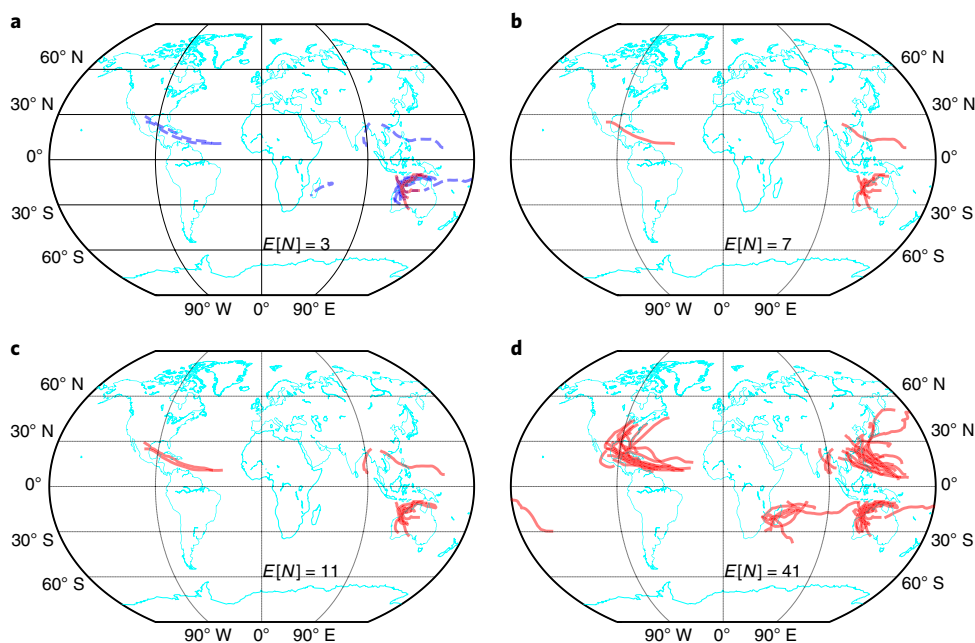 a
60° N
30° N
0°
30° S
60° S
E[N] = 3
90° W 0° 90° E
b
60° N
30° N
0°
30° S
60° S
E[N] = 7
90° W 0° 90° E
c
60° N
30° N
0°
30° S
60° S
E[N] = 11
90° W 0° 90° E
d
60° N
30° N
0°
30° S
60° S
E[N] = 41
90° W 0° 90° E